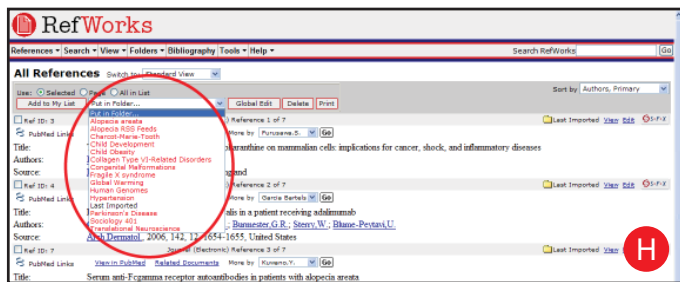 RefWorks
References Search View Folders Bibliography Tools Help Search RefWorks Go
All References Switch to: Standard View
Use: Selected Page All in List Sort by Authors, Primary
Add to My List Put in Folder... Global Edit Delete Print
Put in Folder...
Alopecia areata
Alopecia RSS Feeds
Charcot-Marie-Tooth
Child Development
Child Obesity
Collagen Type VI-Related Disorders
Congenital Malformations
Fragile X syndrome
Global Warming
Human Genomes
Hypertension
Last Imported
Parkinson's Disease
Sociology 401
Translational Neuroscience
Ref ID: 3 Reference 1 of 7 Last Imported View Edit S-F-X
PubMed Links More by Furusawa.S. Go
Title: pharanthine on mammalian cells: implications for cancer, shock, and inflammatory diseases
Authors:
Source: gland
Ref ID: 4 Reference 2 of 7 Last Imported View Edit S-F-X
PubMed Links More by Garcia Bartels Go
Title: alis in a patient receiving adalimumab
Authors: ; Burmester,G.R.; Sterry,W.; Blume-Peytavi,U.
Source: Arch.Dermatol., 2006, 142, 12, 1654-1655, United States
Ref ID: 7 Journal (Electronic) Reference 3 of 7 Last Imported View Edit S-F-X
PubMed Links View in PubMed Related Documents More by Kuwano.Y. Go
Title: Serum anti-Fcgamma receptor autoantibodies in patients with alopecia areata
H